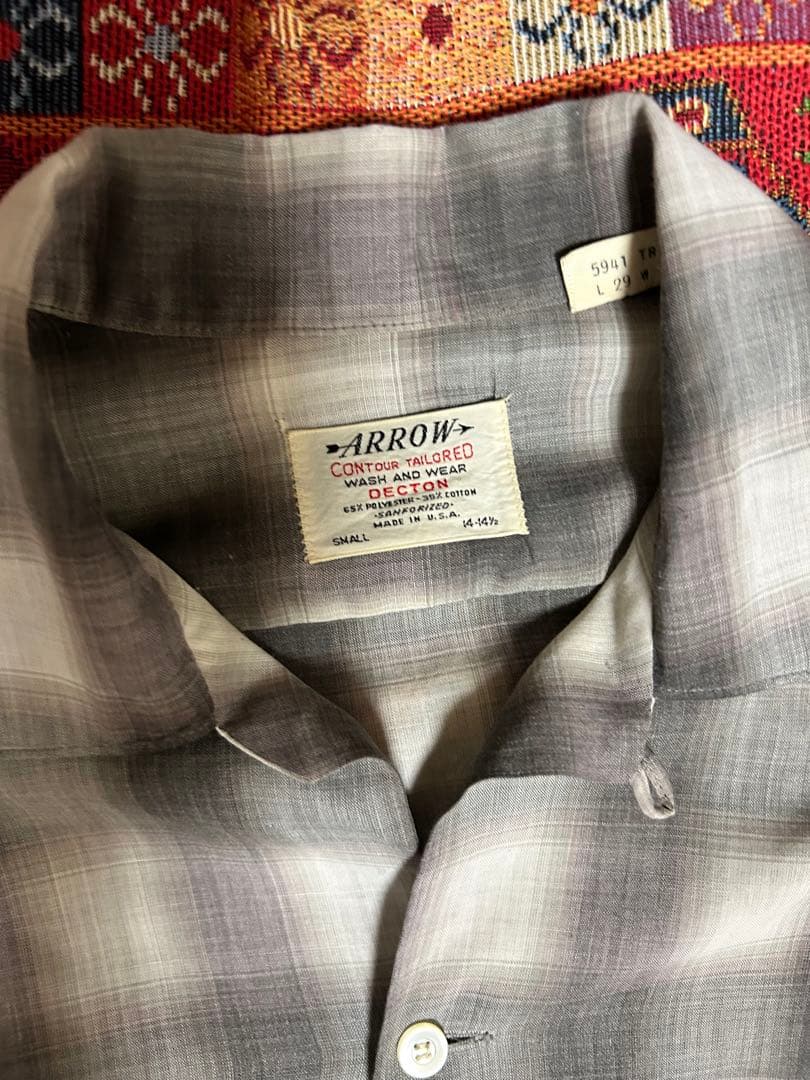 5941 TR
L 29 W
ARROW
CONTOUR TAILORED
WASH AND WEAR
DECTON
65% POLYESTER-35% COTTON
·SANFORIZED·
MADE IN U.S.A.
SMALL 14-14½